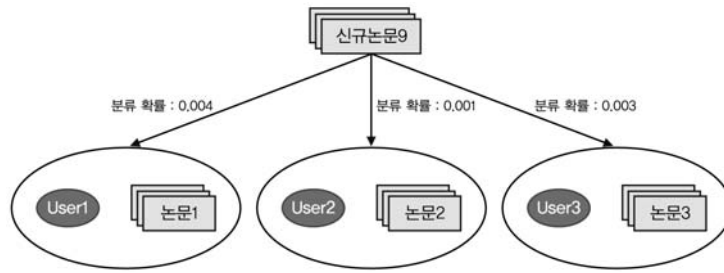 신규논문9
분류 확률 : 0.004
분류 확률 : 0.001
분류 확률 : 0.003
User1
논문1
User2
논문2
User3
논문3